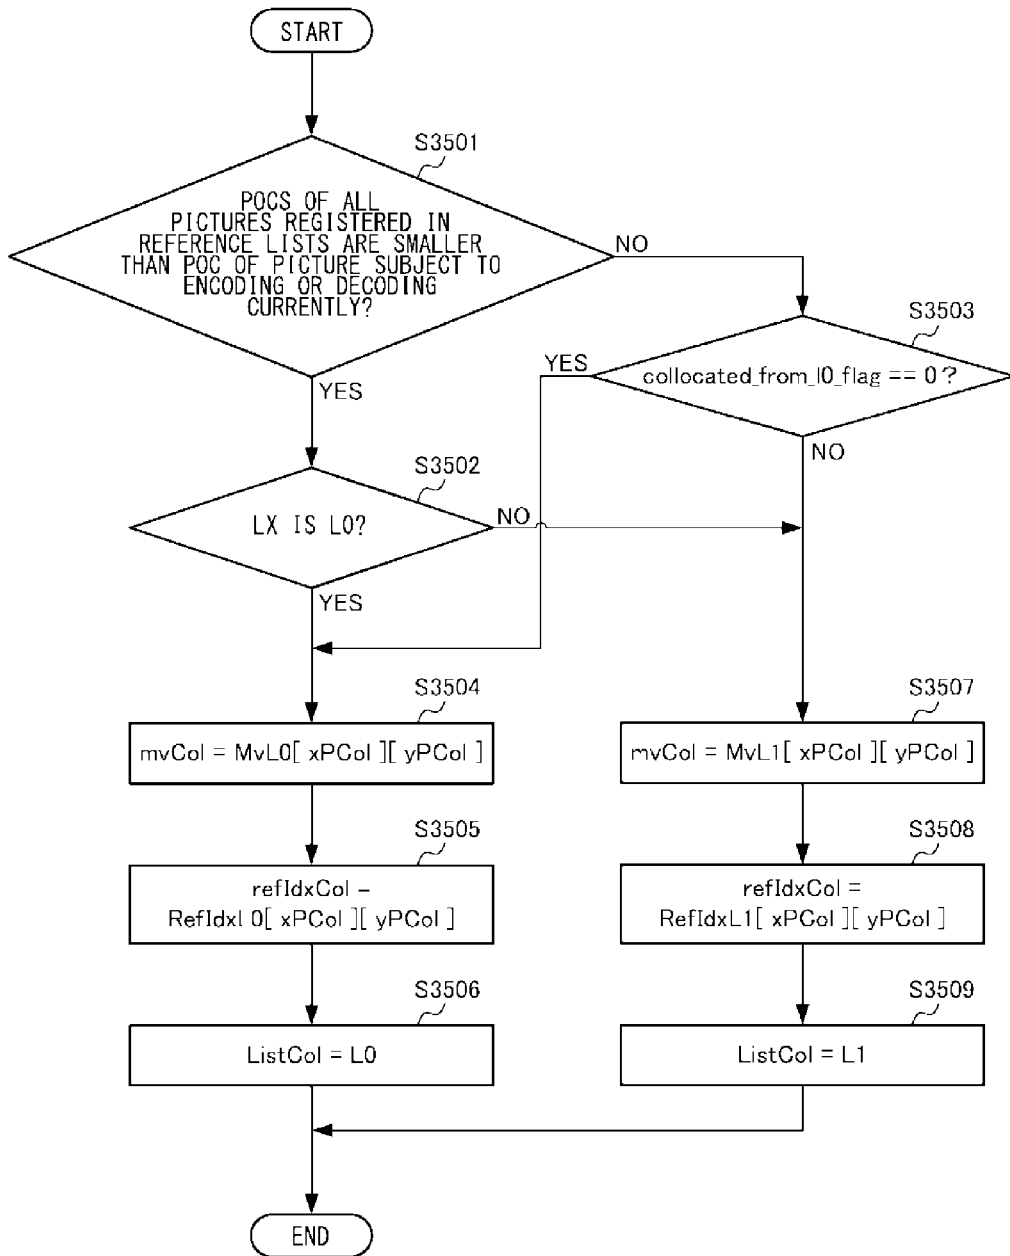 START
S3501
POCS OF ALL
PICTURES REGISTERED IN
REFERENCE LISTS ARE SMALLER
THAN POC OF PICTURE SUBJECT TO
ENCODING OR DECODING
CURRENTLY?
NO
YES
S3503
collocated_from_l0_flag == 0?
YES
NO
S3502
LX IS L0?
NO
YES
S3504
mvCol = MvL0[ xPCol ][ yPCol ]
S3507
mvCol = MvL1[ xPCol ][ yPCol ]
S3505
refIdxCol –
RefIdxL0[ xPCol ][ yPCol ]
S3508
refIdxCol =
RefIdxL1[ xPCol ][ yPCol ]
S3506
ListCol = L0
S3509
ListCol = L1
END